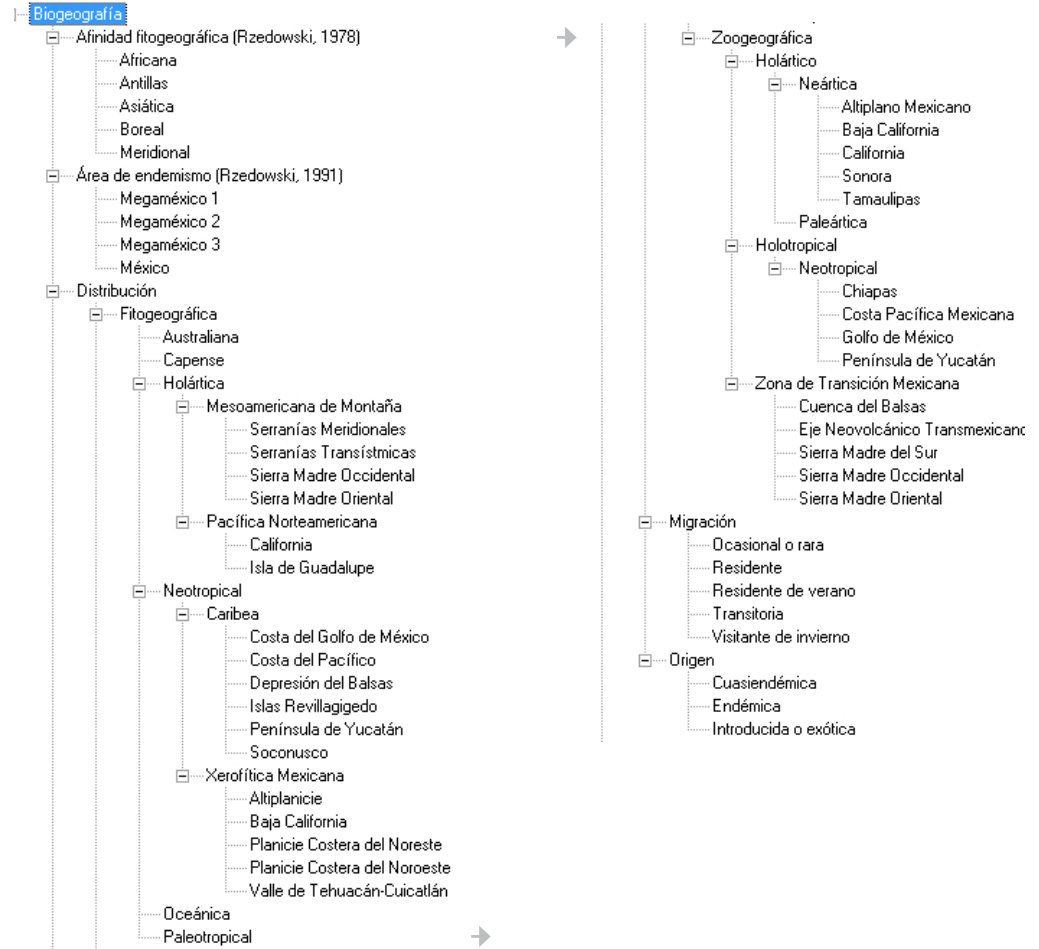 Biogeografía
Afinidad fitogeográfica (Rzedowski, 1978)
Africana
Antillas
Asiática
Boreal
Meridional
Área de endemismo (Rzedowski, 1991)
Megaméxico 1
Megaméxico 2
Megaméxico 3
México
Distribución
Fitogeográfica
Australiana
Capense
Holártica
Mesoamericana de Montaña
Serranías Meridionales
Serranías Transístmicas
Sierra Madre Occidental
Sierra Madre Oriental
Pacífica Norteamericana
California
Isla de Guadalupe
Neotropical
Caribea
Costa del Golfo de México
Costa del Pacífico
Depresión del Balsas
Islas Revillagigedo
Península de Yucatán
Soconusco
Xerofítica Mexicana
Altiplanicie
Baja California
Planicie Costera del Noreste
Planicie Costera del Noroeste
Valle de Tehuacán-Cuicatlán
Oceánica
Paleotropical
Zoogeográfica
Holártico
Neártica
Altiplano Mexicano
Baja California
California
Sonora
Tamaulipas
Paleártica
Holotropical
Neotropical
Chiapas
Costa Pacífica Mexicana
Golfo de México
Península de Yucatán
Zona de Transición Mexicana
Cuenca del Balsas
Eje Neovolcánico Transmexicano
Sierra Madre del Sur
Sierra Madre Occidental
Sierra Madre Oriental
Migración
Ocasional o rara
Residente
Residente de verano
Transitoria
Visitante de invierno
Origen
Cuasiendémica
Endémica
Introducida o exótica